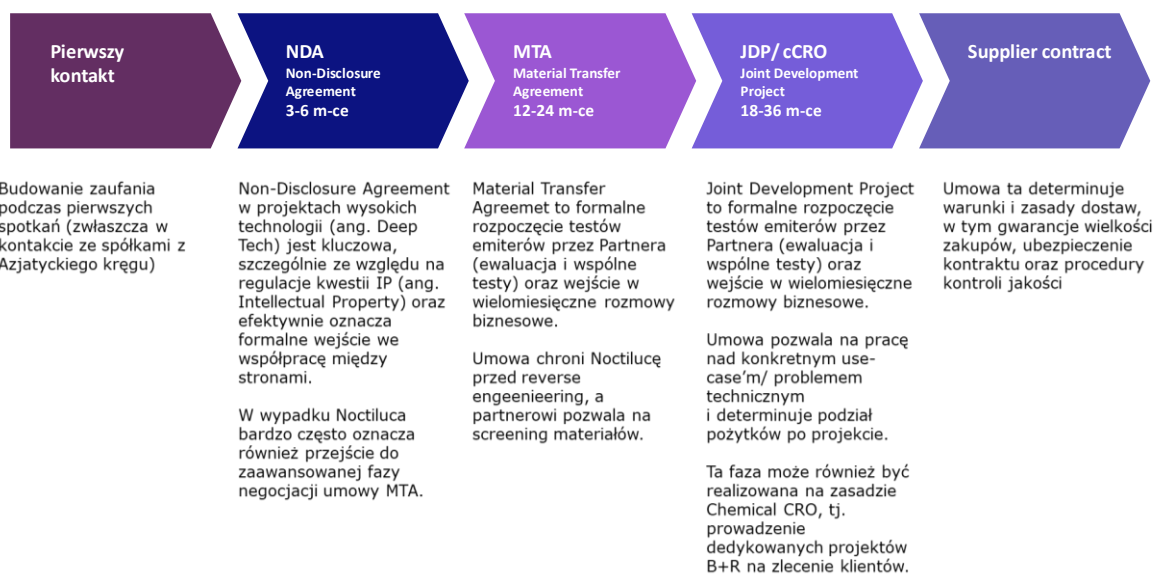 Pierwszy
kontakt
NDA
Non-Disclosure
Agreement
3-6 m-ce
MTA
Material Transfer
Agreement
12-24 m-ce
JDP/ cCRO
Joint Development
Project
18-36 m-ce
Supplier contract
Budowanie zaufania
podczas pierwszych
spotkań (zwłaszcza w
kontakcie ze spółkami z
Azjatyckiego kręgu)
Non-Disclosure Agreement
w projektach wysokich
technologii (ang. Deep
Tech) jest kluczowa,
szczególnie ze względu na
regulacje kwestii IP (ang.
Intellectual Property) oraz
efektywnie oznacza
formalne wejście we
współpracę między
stronami.
W wypadku Noctiluca
bardzo często oznacza
również przejście do
zaawansowanej fazy
negocjacji umowy MTA.
Material Transfer
Agreemet to formalne
rozpoczęcie testów
emiterów przez Partnera
(ewaluacja i wspólne
testy) oraz wejście w
wielomiesięczne rozmowy
biznesowe.
Umowa chroni Noctilucę
przed reverse
engeenieering, a
partnerowi pozwala na
screening materiałów.
Joint Development Project
to formalne rozpoczęcie
testów emiterów przez
Partnera (ewaluacja i
wspólne testy) oraz
wejście w wielomiesięczne
rozmowy biznesowe.
Umowa pozwala na pracę
nad konkretnym use-
case’m/ problemem
technicznym
i determinuje podział
pożytków po projekcie.
Ta faza może również być
realizowana na zasadzie
Chemical CRO, tj.
prowadzenie
dedykowanych projektów
B+R na zlecenie klientów.
Umowa ta determinuje
warunki i zasady dostaw,
w tym gwarancje wielkości
zakupów, ubezpieczenie
kontraktu oraz procedury
kontroli jakości